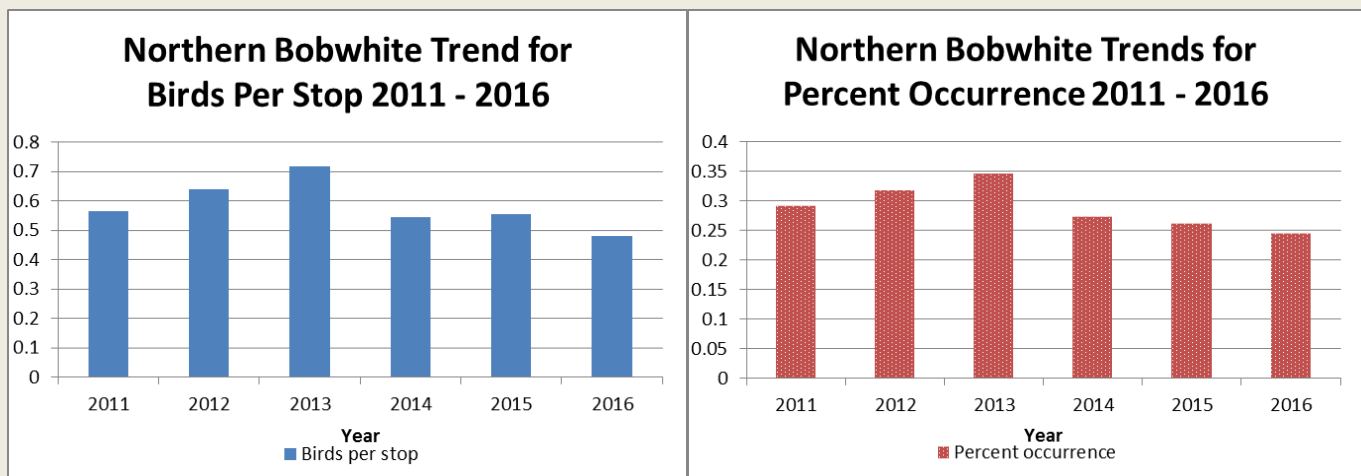 Northern Bobwhite Trend for
Birds Per Stop 2011 - 2016
0.8
0.7
0.6
0.5
0.4
0.3
0.2
0.1
0
2011 2012 2013 2014 2015 2016
Year
Birds per stop
Northern Bobwhite Trends for
Percent Occurrence 2011 - 2016
0.4
0.35
0.3
0.25
0.2
0.15
0.1
0.05
0
2011 2012 2013 2014 2015 2016
Year
Percent occurrence